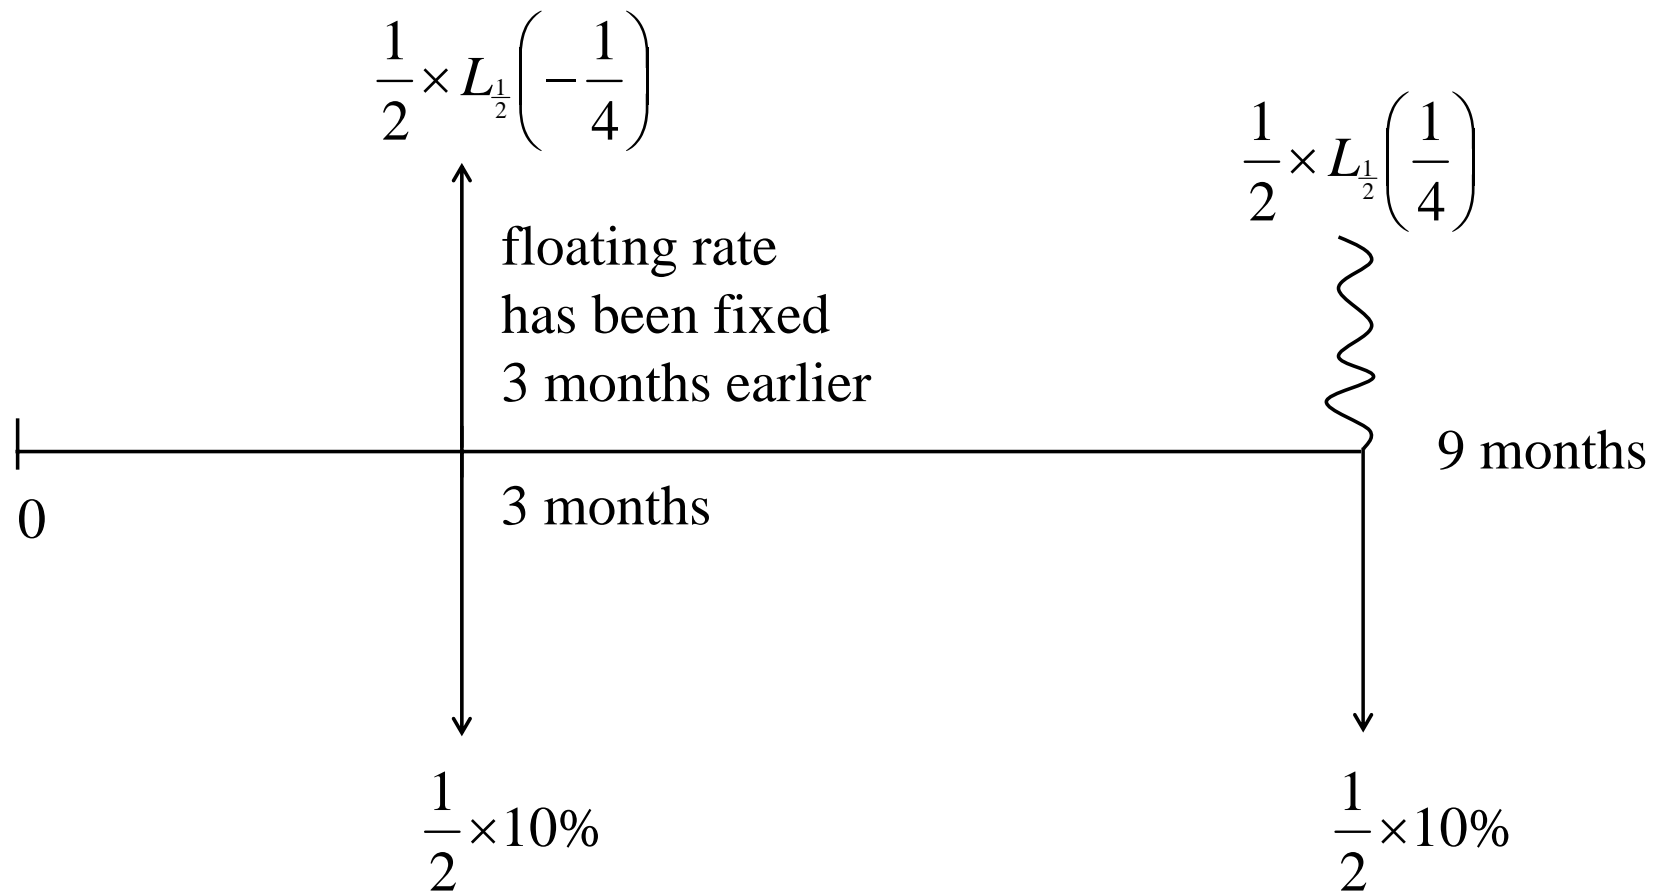 1/2 × L_{1/2}(−1/4)
1/2 × L_{1/2}(1/4)
floating rate
has been fixed
3 months earlier
9 months
0
3 months
1/2 × 10%
1/2 × 10%